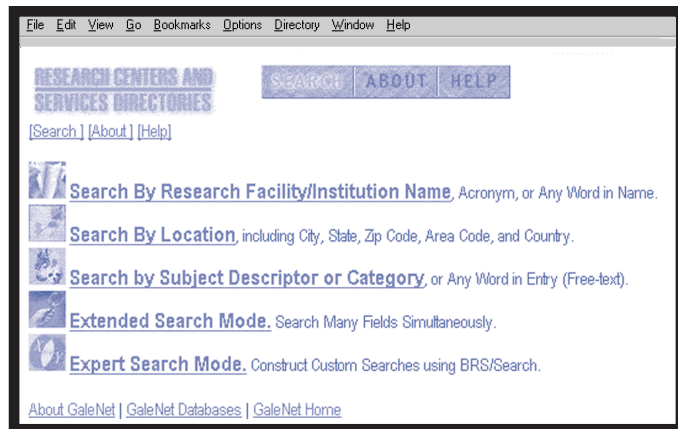 File Edit View Go Bookmarks Options Directory Window Help
RESEARCH CENTERS AND
SERVICES DIRECTORIES
SEARCH ABOUT HELP
[Search ] [About ] [Help]
Search By Research Facility/Institution Name, Acronym, or Any Word in Name.
Search By Location, including City, State, Zip Code, Area Code, and Country.
Search by Subject Descriptor or Category, or Any Word in Entry (Free-text).
Extended Search Mode. Search Many Fields Simultaneously.
X Y
Expert Search Mode. Construct Custom Searches using BRS/Search.
About GaleNet | GaleNet Databases | GaleNet Home